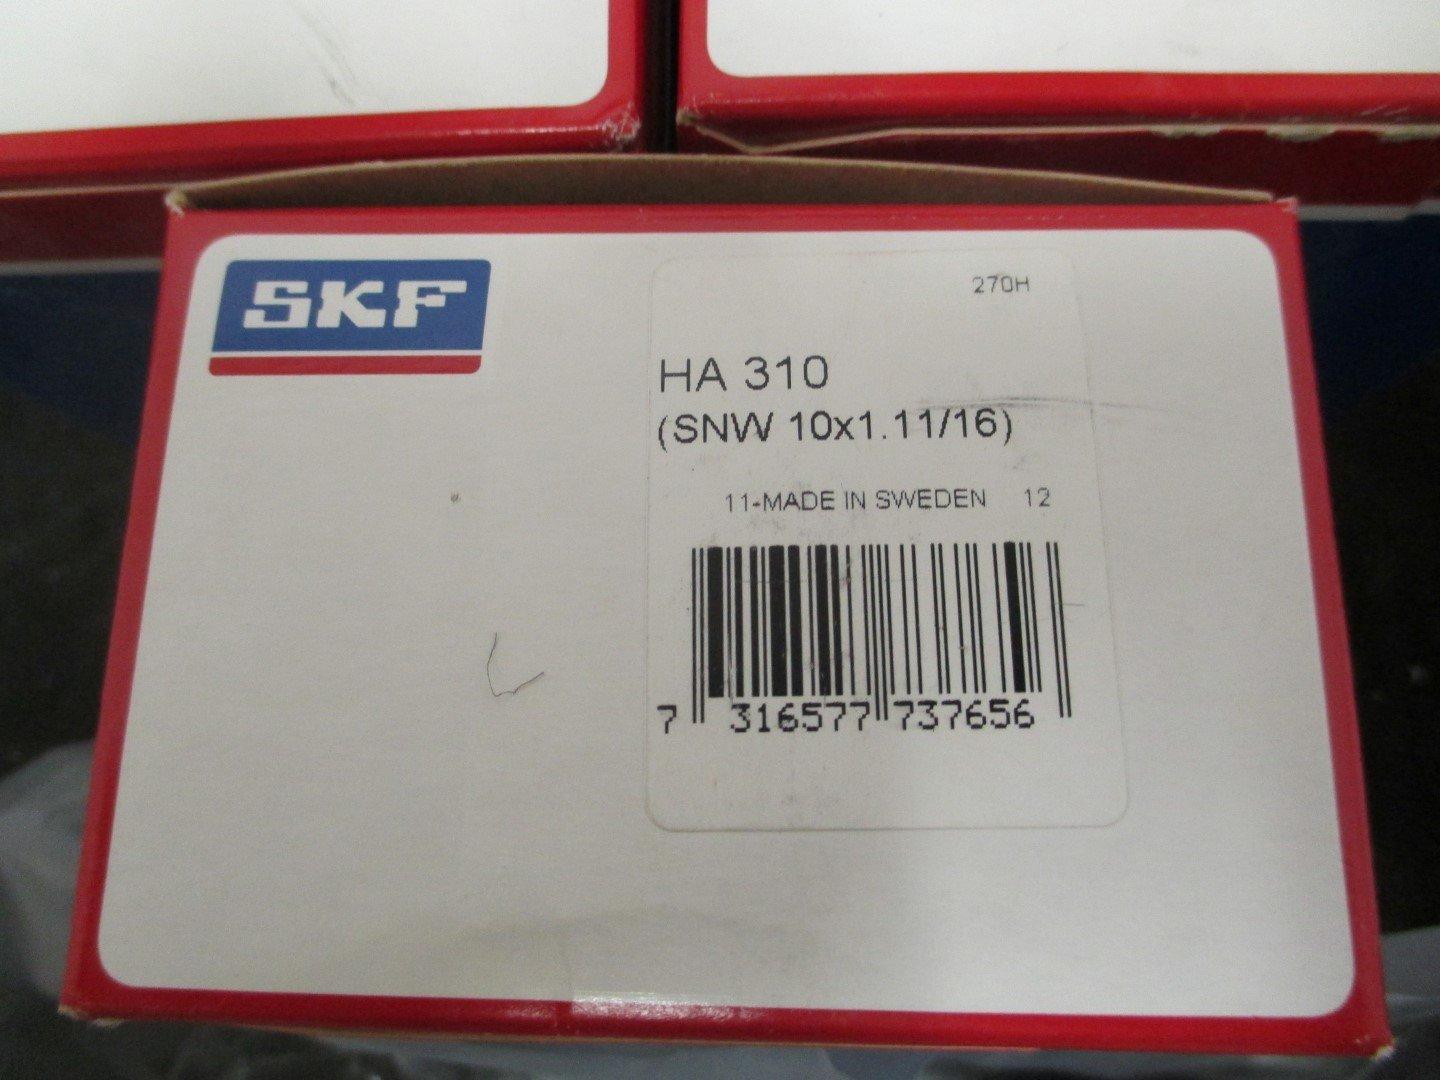 SKF
270H
HA 310
(SNW 10x1.11/16)
11-MADE IN SWEDEN 12
7 316577 737656